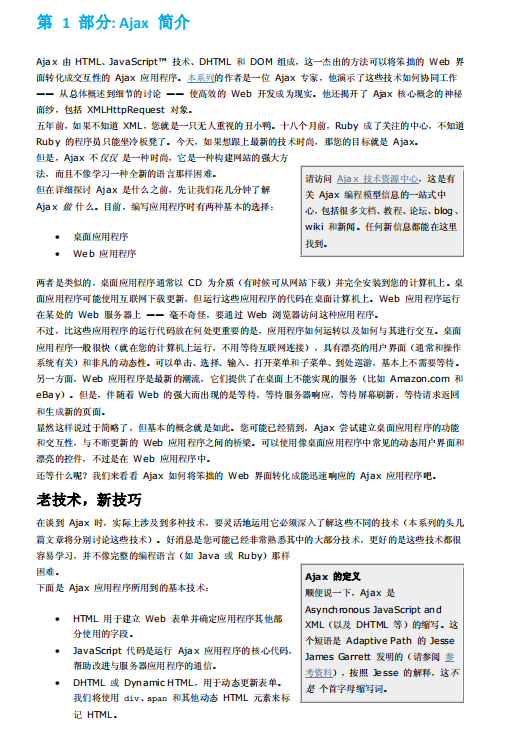 第 1 部分: Ajax 简介
Ajax 由 HTML、JavaScript™ 技术、DHTML 和 DOM 组成，这一杰出的方法可以将笨拙的 Web 界
面转化成交互性的 Ajax 应用程序。本系列的作者是一位 Ajax 专家，他演示了这些技术如何协同工作
—— 从总体概述到细节的讨论 —— 使高效的 Web 开发成为现实。他还揭开了 Ajax 核心概念的神秘
面纱，包括 XMLHttpRequest 对象。
五年前，如果不知道 XML，您就是一只无人重视的丑小鸭。十八个月前，Ruby 成了关注的中心，不知道
Ruby 的程序员只能坐冷板凳了。今天，如果想跟上最新的技术时尚，那您的目标就是 Ajax。
但是，Ajax 不仅仅 是一种时尚，它是一种构建网站的强大方
法，而且不像学习一种全新的语言那样困难。
但在详细探讨 Ajax 是什么之前，先让我们花几分钟了解
Ajax 做 什么。目前，编写应用程序时有两种基本的选择：
• 桌面应用程序
• Web 应用程序
请访问 Ajax 技术资源中心，这是有
关 Ajax 编程模型信息的一站式中
心，包括很多文档、教程、论坛、blog、
wiki 和新闻。任何新信息都能在这里
找到。
两者是类似的，桌面应用程序通常以 CD 为介质（有时候可从网站下载）并完全安装到您的计算机上。桌
面应用程序可能使用互联网下载更新，但运行这些应用程序的代码在桌面计算机上。Web 应用程序运行
在某处的 Web 服务器上 —— 毫不奇怪，要通过 Web 浏览器访问这种应用程序。
不过，比这些应用程序的运行代码放在何处更重要的是，应用程序如何运转以及如何与其进行交互。桌面
应用程序一般很快（就在您的计算机上运行，不用等待互联网连接），具有漂亮的用户界面（通常和操作
系统有关）和非凡的动态性。可以单击、选择、输入、打开菜单和子菜单、到处巡游，基本上不需要等待。
另一方面，Web 应用程序是最新的潮流，它们提供了在桌面上不能实现的服务（比如 Amazon.com 和
eBay）。但是，伴随着 Web 的强大而出现的是等待，等待服务器响应，等待屏幕刷新，等待请求返回
和生成新的页面。
显然这样说过于简略了，但基本的概念就是如此。您可能已经猜到，Ajax 尝试建立桌面应用程序的功能
和交互性，与不断更新的 Web 应用程序之间的桥梁。可以使用像桌面应用程序中常见的动态用户界面和
漂亮的控件，不过是在 Web 应用程序中。
还等什么呢？我们来看看 Ajax 如何将笨拙的 Web 界面转化成能迅速响应的 Ajax 应用程序吧。
老技术，新技巧
在谈到 Ajax 时，实际上涉及到多种技术，要灵活地运用它必须深入了解这些不同的技术（本系列的头几
篇文章将分别讨论这些技术）。好消息是您可能已经非常熟悉其中的大部分技术，更好的是这些技术都很
容易学习，并不像完整的编程语言（如 Java 或 Ruby）那样
困难。
下面是 Ajax 应用程序所用到的基本技术：
• HTML 用于建立 Web 表单并确定应用程序其他部
分使用的字段。
• JavaScript 代码是运行 Ajax 应用程序的核心代码，
帮助改进与服务器应用程序的通信。
• DHTML 或 Dynamic HTML，用于动态更新表单。
我们将使用 div、span 和其他动态 HTML 元素来标
记 HTML。
Ajax 的定义
顺便说一下，Ajax 是
Asynchronous JavaScript and
XML（以及 DHTML 等）的缩写。这
个短语是 Adaptive Path 的 Jesse
James Garrett 发明的（请参阅 参
考资料），按照 Jesse 的解释，这不
是 个首字母缩写词。